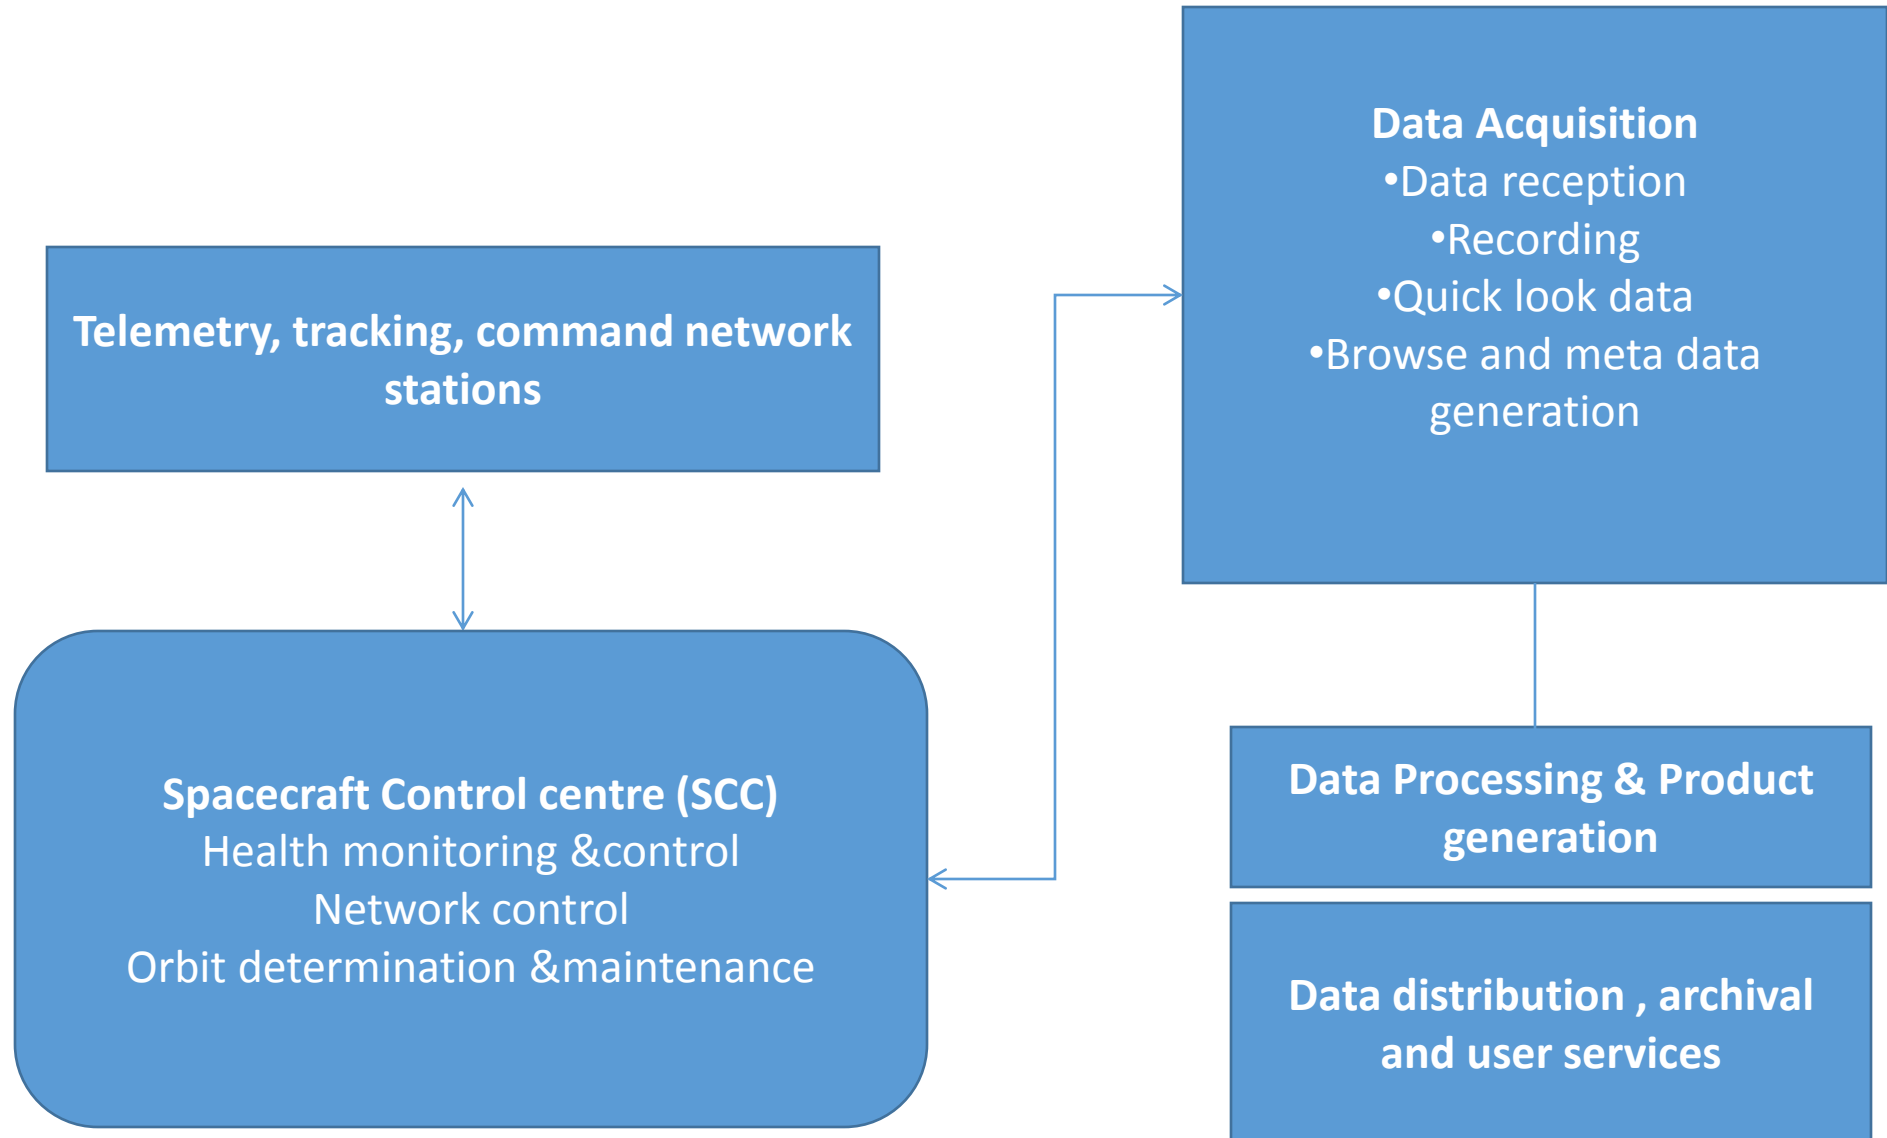 Telemetry, tracking, command network
stations
Spacecraft Control centre (SCC)
Health monitoring &control
Network control
Orbit determination &maintenance
Data Acquisition
•Data reception
•Recording
•Quick look data
•Browse and meta data
generation
Data Processing & Product
generation
Data distribution , archival
and user services